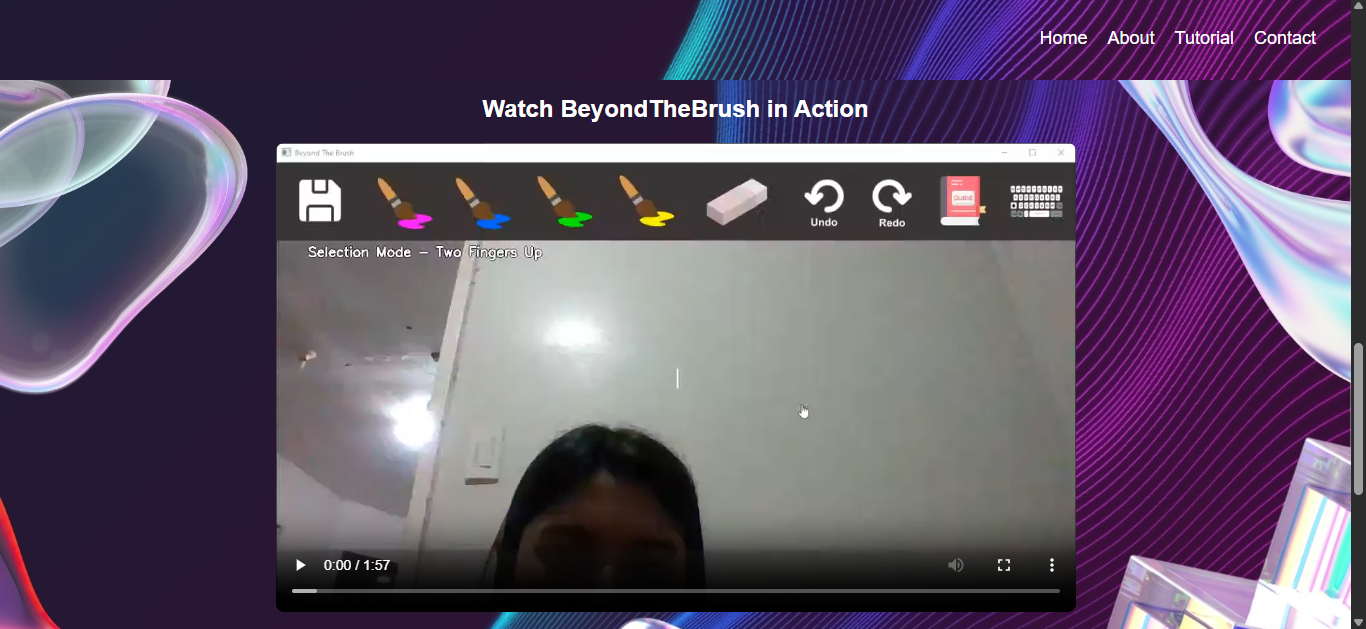 Home About Tutorial Contact
Watch BeyondTheBrush in Action
Beyond The Brush
GUIDE
Undo Redo
Selection Mode – Two Fingers Up
0:00 / 1:57